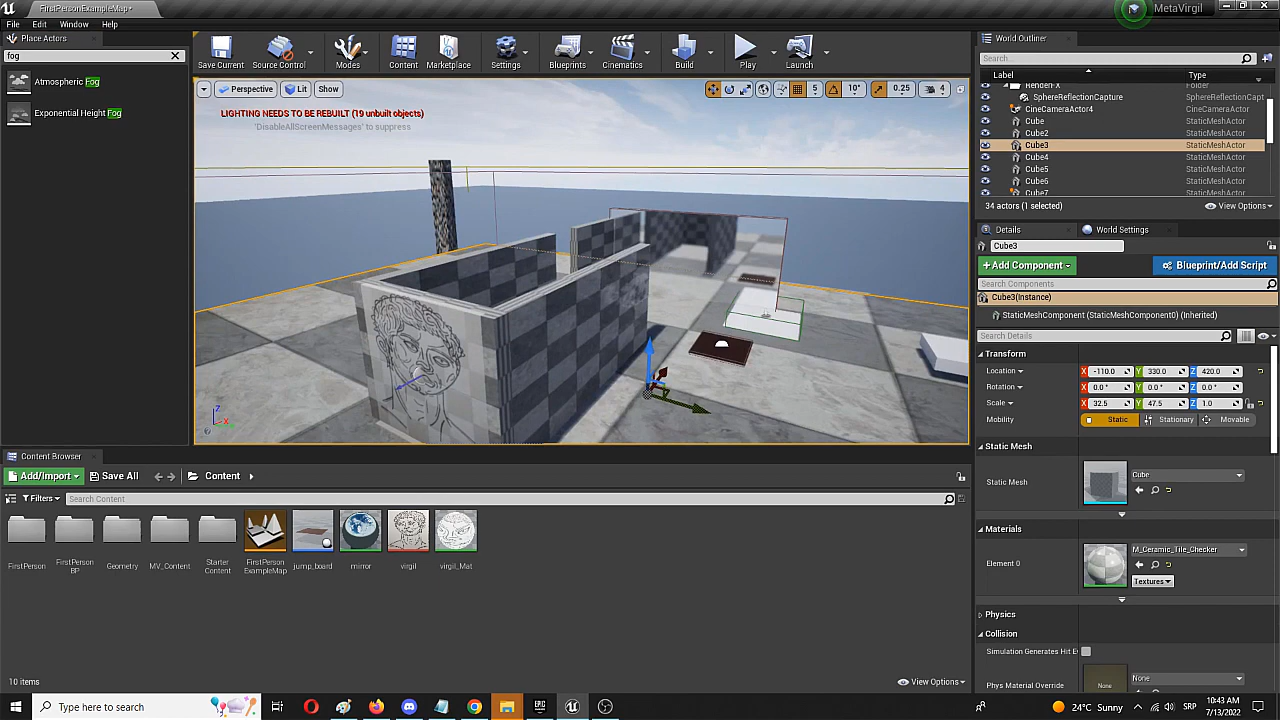 FirstPersonExampleMap*
MetaVirgil
File Edit Window Help
Place Actors
fog
Atmospheric Fog
Exponential Height Fog
Save Current Source Control Modes Content Marketplace Settings Blueprints Cinematics Build Play Launch
Perspective Lit Show
5 10° 0.25 4
LIGHTING NEEDS TO BE REBUILT (19 unbuilt objects)
'DisableAllScreenMessages' to suppress
Z
X
World Outliner
Search...
Label Type
RenderFX Folder
SphereReflectionCapture SphereReflectionCapt
CineCameraActor4 CineCameraActor
Cube StaticMeshActor
Cube2 StaticMeshActor
Cube3 StaticMeshActor
Cube4 StaticMeshActor
Cube5 StaticMeshActor
Cube6 StaticMeshActor
Cube7 StaticMeshActor
34 actors (1 selected) View Options
Details World Settings
Cube3
+Add Component Blueprint/Add Script
Search Components
Cube3(Instance)
StaticMeshComponent (StaticMeshComponent0) (Inherited)
Search Details
Transform
Location X -110.0 Y 330.0 Z 420.0
Rotation X 0.0° Y 0.0° Z 0.0°
Scale X 32.5 Y 47.5 Z 1.0
Mobility Static Stationary Movable
Static Mesh
Static Mesh Cube
Materials
Element 0 M_Ceramic_Tile_Checker
Textures
Physics
Collision
Simulation Generates Hit E
Phys Material Override None None
Content Browser
Add/Import Save All Content
Filters Search Content
FirstPerson
FirstPerson BP
Geometry
MV_Content
Starter Content
FirstPerson ExampleMap
jump_board
mirror
virgil
virgil_Mat
10 items View Options
Type here to search
24°C Sunny SRP
10:43 AM
7/13/2022